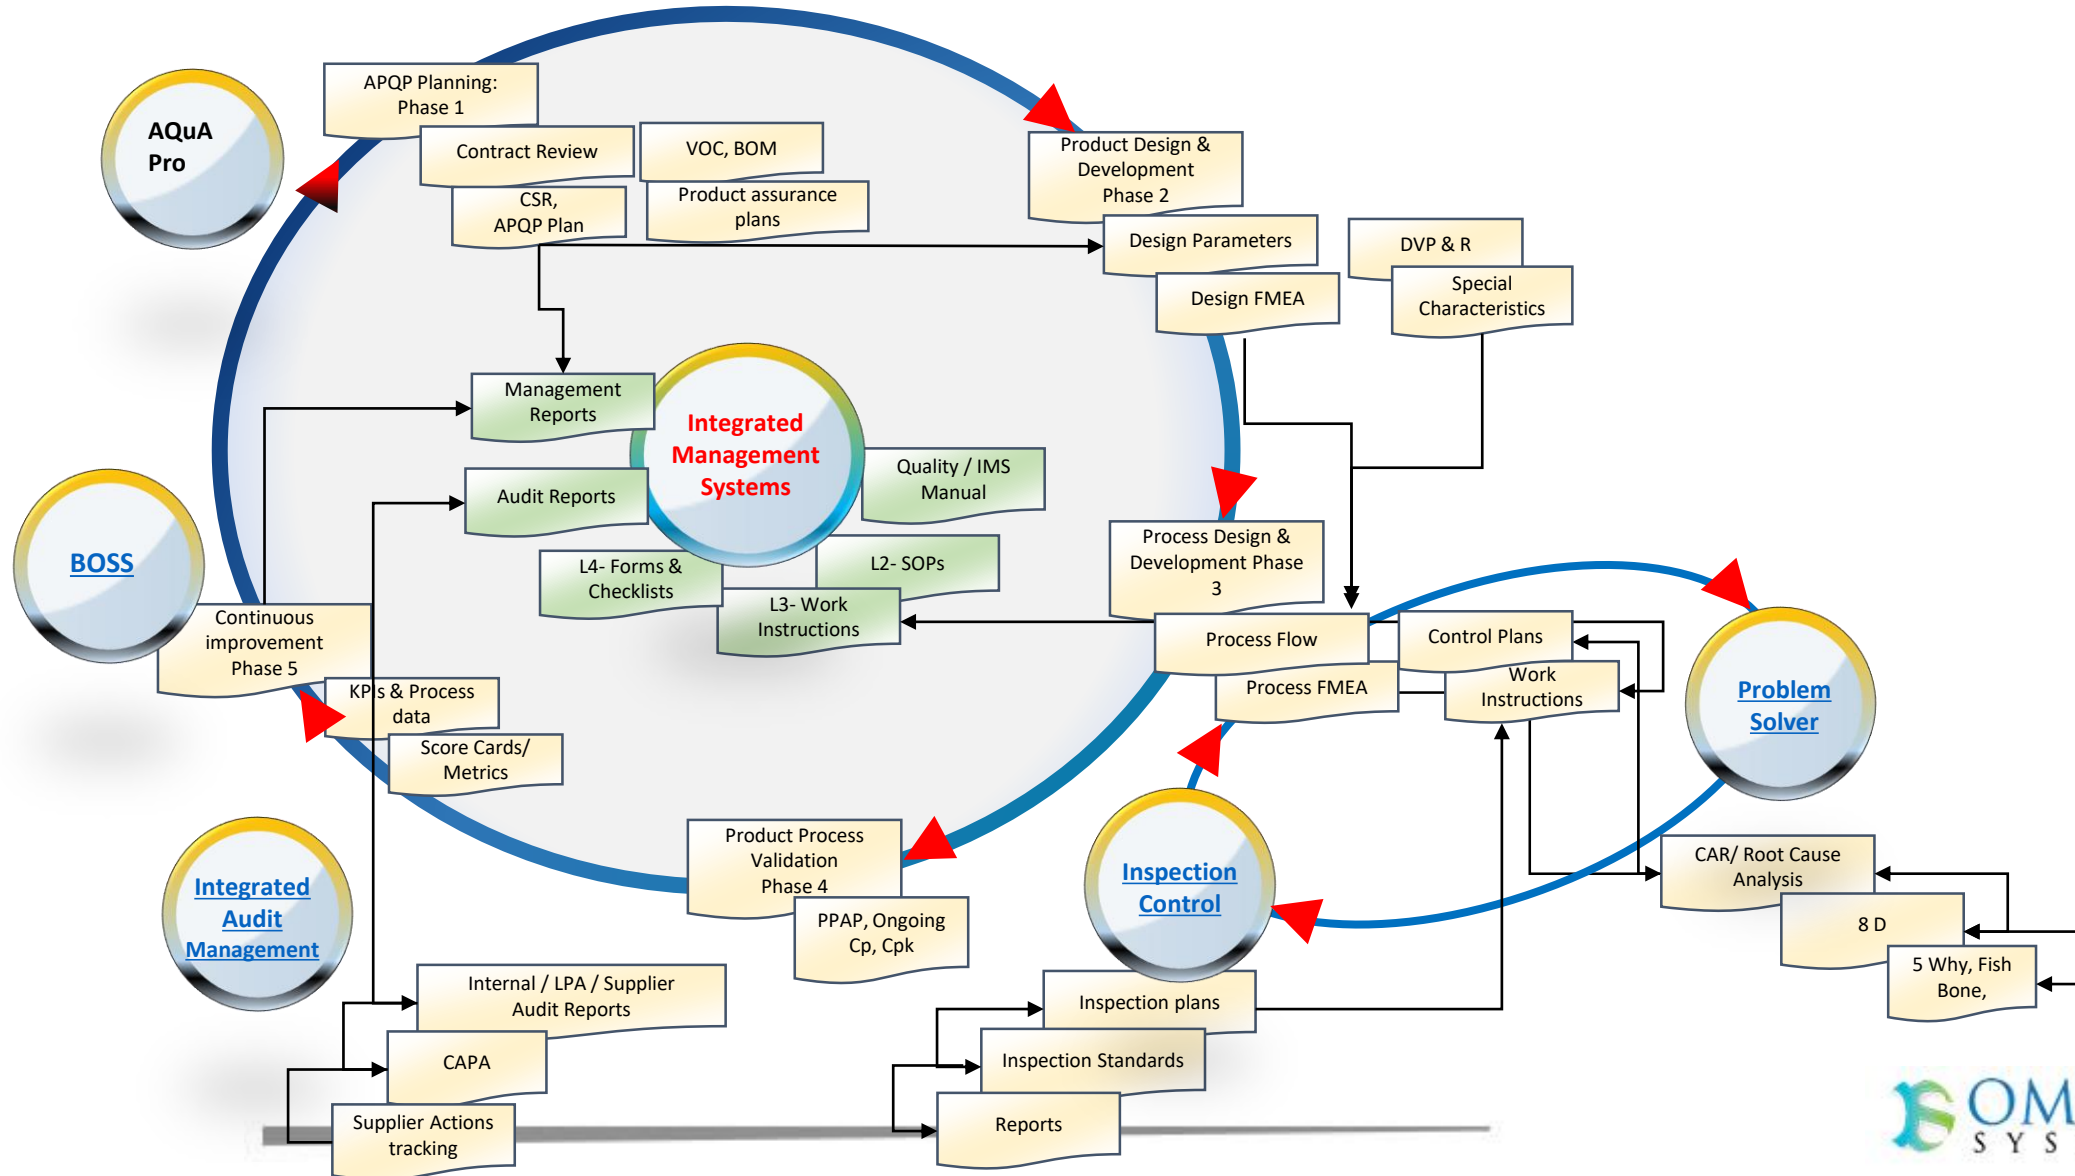 APQP Planning:
Phase 1
AQuA
Pro
Contract Review
VOC, BOM
CSR,
APQP Plan
Product assurance
plans
Product Design &
Development
Phase 2
Design Parameters
DVP & R
Design FMEA
Special
Characteristics
Management
Reports
Integrated
Management
Systems
Audit Reports
Quality / IMS
Manual
L4- Forms &
Checklists
L2- SOPs
L3- Work
Instructions
Process Design &
Development Phase
3
Process Flow
Control Plans
Process FMEA
Work
Instructions
Problem
Solver
BOSS
Continuous
improvement
Phase 5
KPIs & Process
data
Score Cards/
Metrics
Product Process
Validation
Phase 4
PPAP, Ongoing
Cp, Cpk
Inspection
Control
CAR/ Root Cause
Analysis
8 D
5 Why, Fish
Bone,
Integrated
Audit
Management
Internal / LPA / Supplier
Audit Reports
CAPA
Supplier Actions
tracking
Inspection plans
Inspection Standards
Reports
OM
SYS